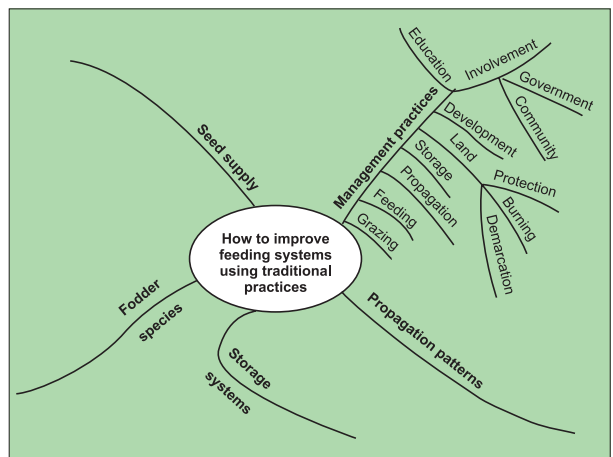 Education
Involvement
Government
Community
Management practices
Development
Land
Protection
Burning
Demarcation
Storage
Propagation
Feeding
Grazing
Seed supply
How to improve
feeding systems
using traditional
practices
Fodder
species
Storage
systems
Propagation patterns